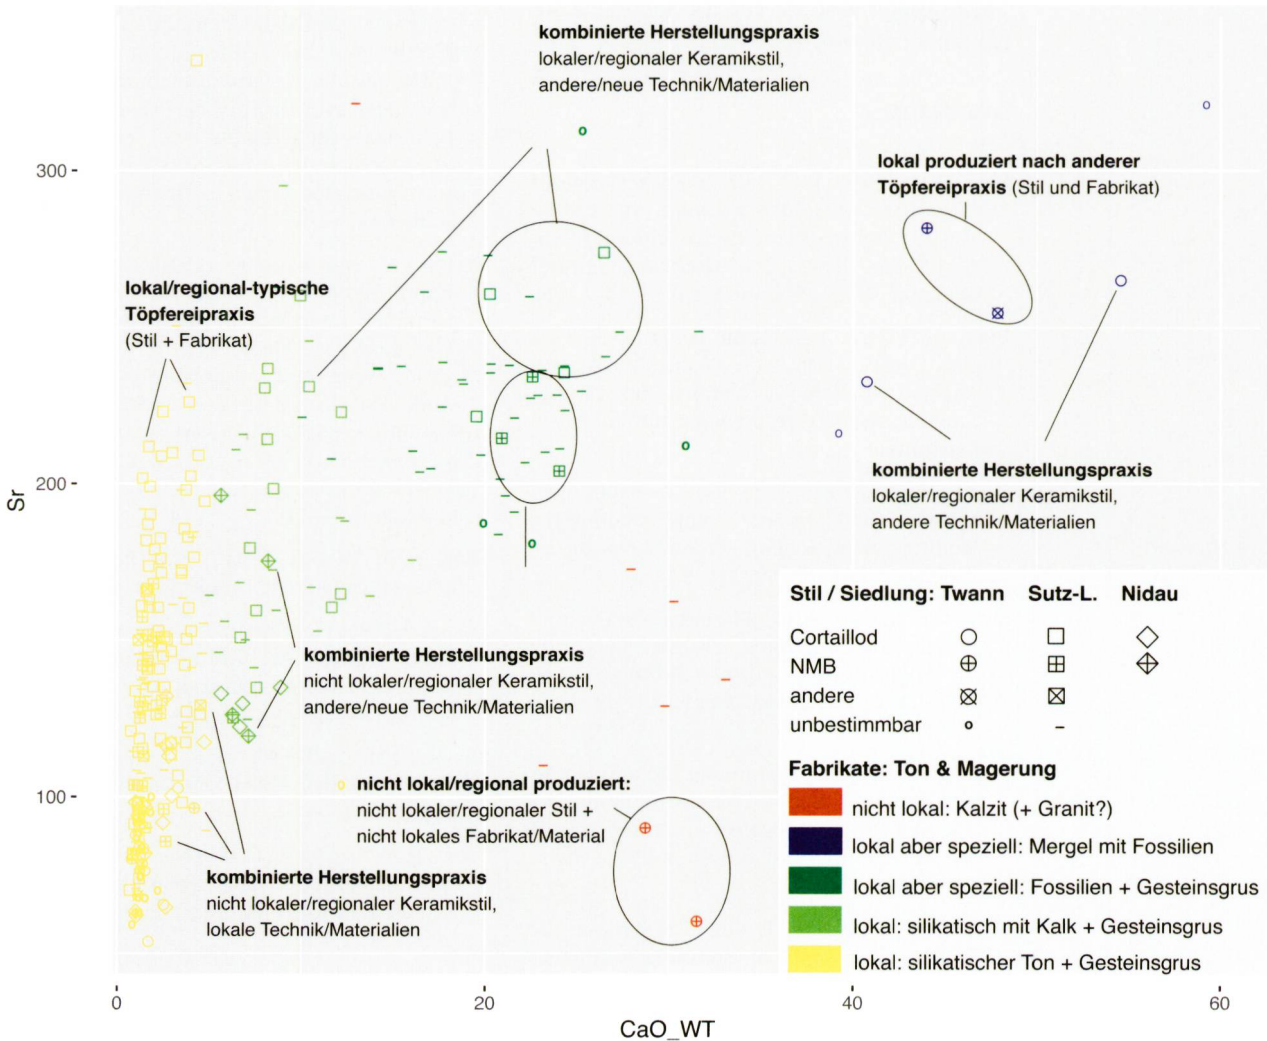 kombinierte Herstellungspraxis
lokaler/regionaler Keramikstil,
andere/neue Technik/Materialien
lokal produziert nach anderer
Töpfereipraxis (Stil und Fabrikat)
300
lokal/regional-typische
Töpfereipraxis
(Stil + Fabrikat)
kombinierte Herstellungspraxis
lokaler/regionaler Keramikstil,
andere Technik/Materialien
200
Sr
kombinierte Herstellungspraxis
nicht lokaler/regionaler Keramikstil,
andere/neue Technik/Materialien
Stil / Siedlung: Twann Sutz-L. Nidau
Cortaillod
NMB
andere
unbestimmbar
nicht lokal/regional produziert:
nicht lokaler/regionaler Stil +
nicht lokales Fabrikat/Material
100
kombinierte Herstellungspraxis
nicht lokaler/regionaler Keramikstil,
lokale Technik/Materialien
Fabrikate: Ton & Magerung
nicht lokal: Kalzit (+ Granit?)
lokal aber speziell: Mergel mit Fossilien
lokal aber speziell: Fossilien + Gesteinsgrus
lokal: silikatisch mit Kalk + Gesteinsgrus
lokal: silikatischer Ton + Gesteinsgrus
0 20 40 60
CaO_WT